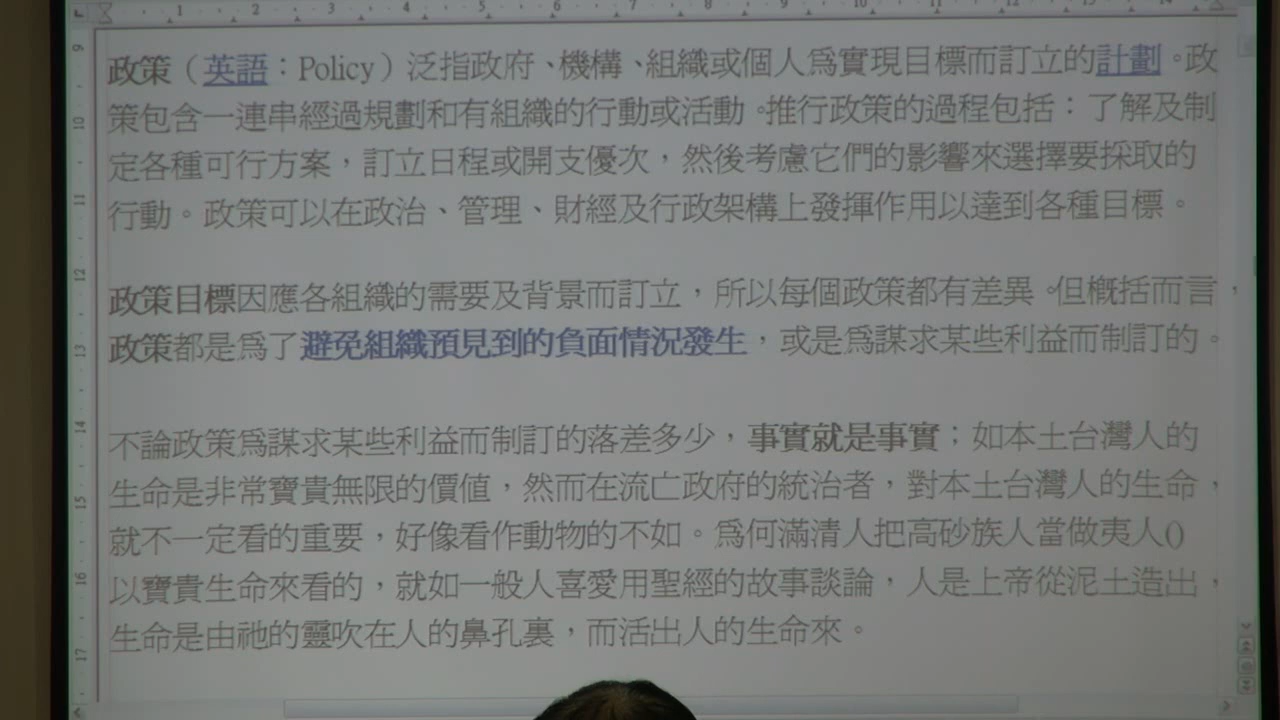 政策（英語：Policy）泛指政府、機構、組織或個人為實現目標而訂立的計劃。政
策包含一連串經過規劃和有組織的行動或活動。推行政策的過程包括：了解及制
定各種可行方案，訂立日程或開支優次，然後考慮它們的影響來選擇要採取的
行動。政策可以在政治、管理、財經及行政架構上發揮作用以達到各種目標。
政策目標因應各組織的需要及背景而訂立，所以每個政策都有差異。但概括而言，
政策都是為了避免組織預見到的負面情況發生，或是為謀求某些利益而制訂的。
不論政策為謀求某些利益而制訂的落差多少，事實就是事實；如本土台灣人的
生命是非常寶貴無限的價值，然而在流亡政府的統治者，對本土台灣人的生命，
就不一定看的重要，好像看作動物的不如。為何滿清人把高砂族人當做夷人()
以寶貴生命來看的，就如一般人喜愛用聖經的故事談論，人是上帝從泥土造出，
生命是由祂的靈吹在人的鼻孔裏，而活出人的生命來。